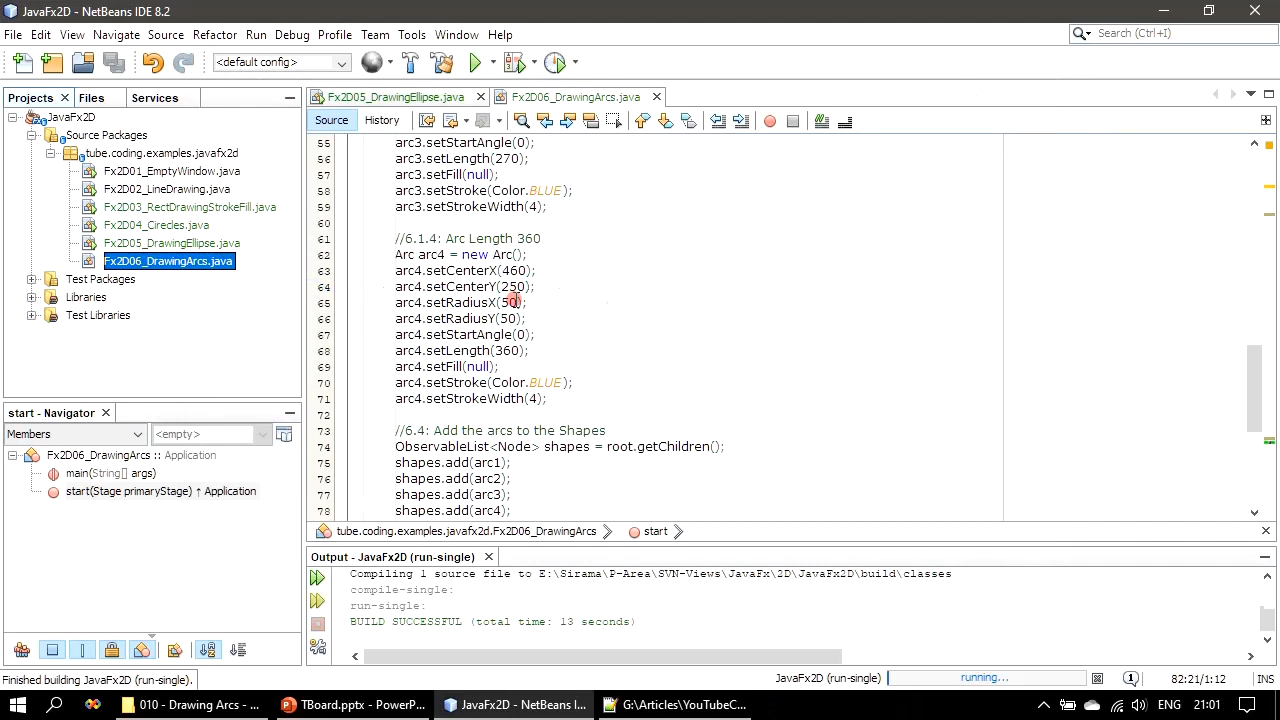 JavaFx2D - NetBeans IDE 8.2
File Edit View Navigate Source Refactor Run Debug Profile Team Tools Window Help
Search (Ctrl+I)
<default config>
Projects Files Services
Fx2D05_DrawingEllipse.java Fx2D06_DrawingArcs.java
Source History
JavaFx2D
Source Packages
tube.coding.examples.javafx2d
Fx2D01_EmptyWindow.java
Fx2D02_LineDrawing.java
Fx2D03_RectDrawingStrokeFill.java
Fx2D04_Cirecles.java
Fx2D05_DrawingEllipse.java
Fx2D06_DrawingArcs.java
Test Packages
Libraries
Test Libraries
start - Navigator
Members
<empty>
Fx2D06_DrawingArcs :: Application
main(String[] args)
start(Stage primaryStage) ↑ Application
55 arc3.setStartAngle(0);
56 arc3.setLength(270);
57 arc3.setFill(null);
58 arc3.setStroke(Color.BLUE);
59 arc3.setStrokeWidth(4);
60
61 //6.1.4: Arc Length 360
62 Arc arc4 = new Arc();
63 arc4.setCenterX(460);
64 arc4.setCenterY(250);
65 arc4.setRadiusX(50);
66 arc4.setRadiusY(50);
67 arc4.setStartAngle(0);
68 arc4.setLength(360);
69 arc4.setFill(null);
70 arc4.setStroke(Color.BLUE);
71 arc4.setStrokeWidth(4);
72
73 //6.4: Add the arcs to the Shapes
74 ObservableList<Node> shapes = root.getChildren();
75 shapes.add(arc1);
76 shapes.add(arc2);
77 shapes.add(arc3);
78 shapes.add(arc4);
tube.coding.examples.javafx2d.Fx2D06_DrawingArcs start
Output - JavaFx2D (run-single)
Compiling 1 source file to E:\Sirama\P-Area\SVN-Views\JavaFx\2D\JavaFx2D\build\classes
compile-single:
run-single:
BUILD SUCCESSFUL (total time: 13 seconds)
Finished building JavaFx2D (run-single).
JavaFx2D (run-single) running... 1 82:21/1:12 INS
010 - Drawing Arcs - ... TBoard.pptx - PowerP... JavaFx2D - NetBeans I... G:\Articles\YouTubeC... ENG 21:01